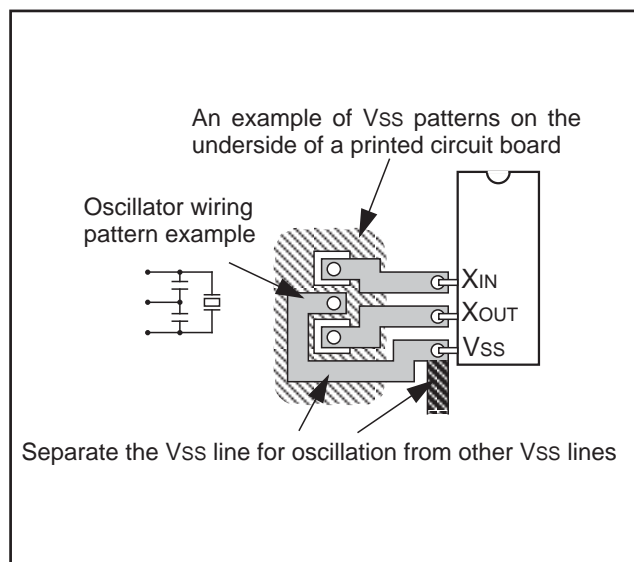 An example of VSS patterns on the
underside of a printed circuit board
Oscillator wiring
pattern example
XIN
XOUT
VSS
Separate the VSS line for oscillation from other VSS lines